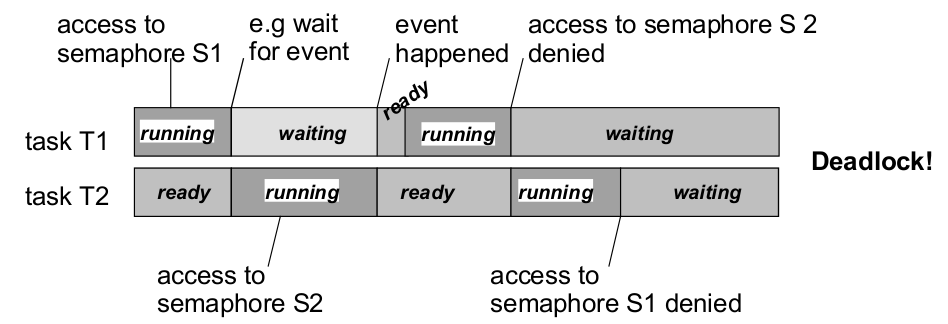 access to
semaphore S1
e.g wait
for event
event
happened
access to semaphore S 2
denied
task T1
running
waiting
ready
running
waiting
Deadlock!
task T2
ready
running
ready
running
waiting
access to
semaphore S2
access to
semaphore S1 denied